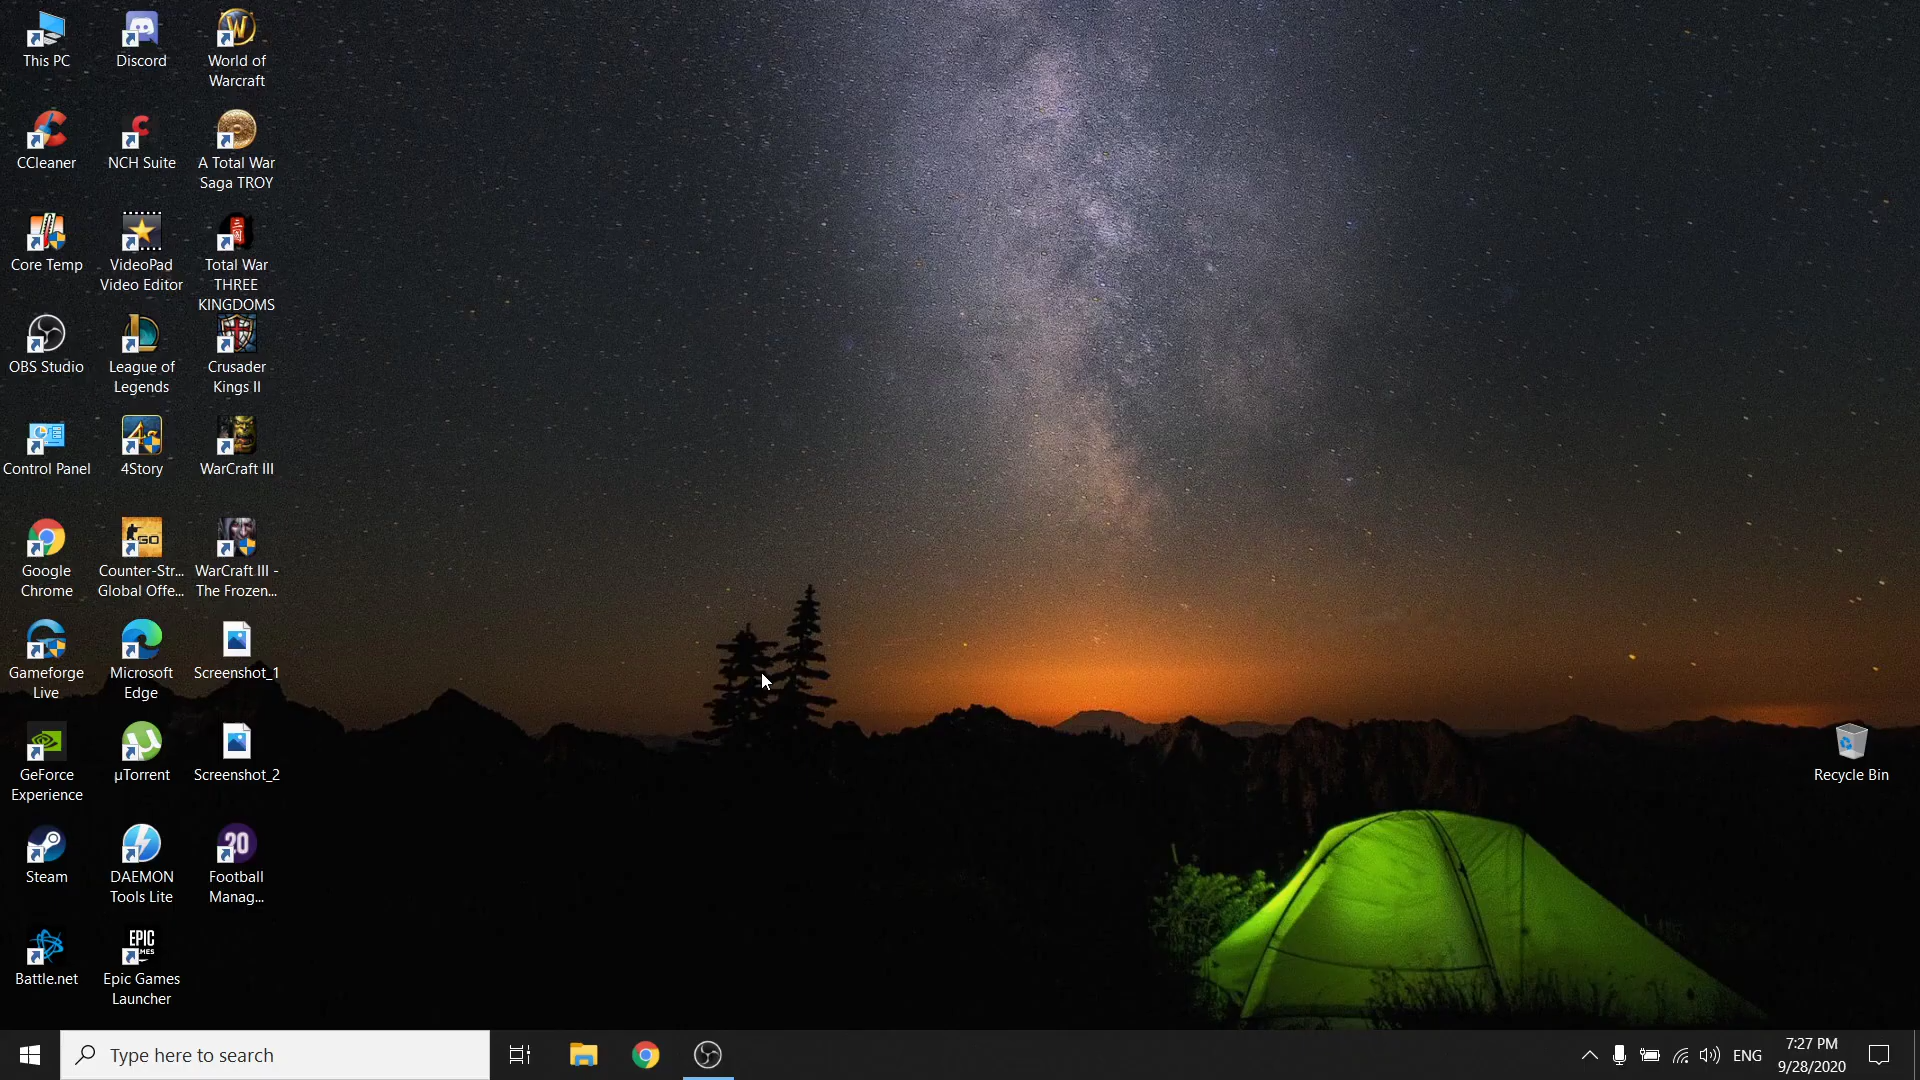 This PC
Discord
World of
Warcraft
CCleaner
NCH Suite
A Total War
Saga TROY
Core Temp
VideoPad
Video Editor
Total War
THREE
KINGDOMS
OBS Studio
League of
Legends
Crusader
Kings II
Control Panel
4Story
WarCraft III
Google
Chrome
GO
Counter-Str...
Global Offe...
WarCraft III -
The Frozen...
Gameforge
Live
Microsoft
Edge
Screenshot_1
GeForce
Experience
µTorrent
Screenshot_2
Recycle Bin
Steam
DAEMON
Tools Lite
20
Football
Manag...
Battle.net
EPIC
Epic Games
Launcher
Type here to search
ENG
7:27 PM
9/28/2020